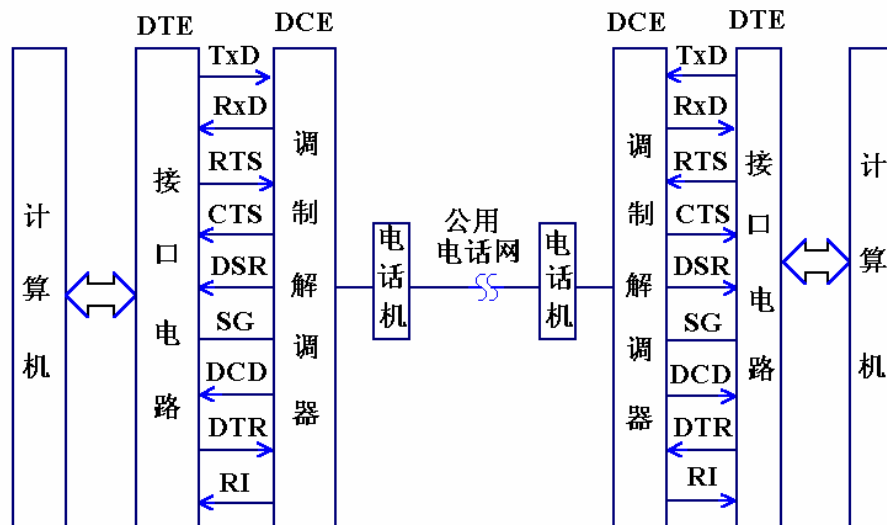 DTE
DCE
DCE
DTE
计算机
接口电路
TxD
RxD
RTS
CTS
DSR
SG
DCD
DTR
RI
调制解调器
电话机
公用
电话网
电话机
调制解调器
TxD
RxD
RTS
CTS
DSR
SG
DCD
DTR
RI
接口电路
计算机